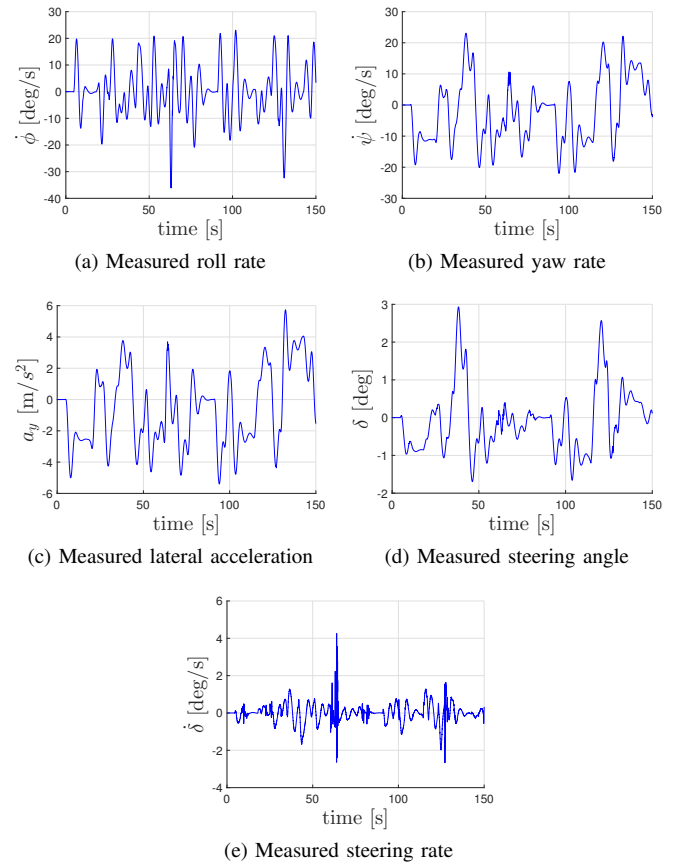 30
20
10
0
-10
-20
-30
-40
0 50 100 150
φ̇ [deg/s]
time [s]
(a) Measured roll rate
30
20
10
0
-10
-20
-30
0 50 100 150
ψ̇ [deg/s]
time [s]
(b) Measured yaw rate
6
4
2
0
-2
-4
-6
0 50 100 150
a_y [m/s²]
time [s]
(c) Measured lateral acceleration
3
2
1
0
-1
-2
0 50 100 150
δ [deg]
time [s]
(d) Measured steering angle
6
4
2
0
-2
-4
0 50 100 150
δ̇ [deg/s]
time [s]
(e) Measured steering rate